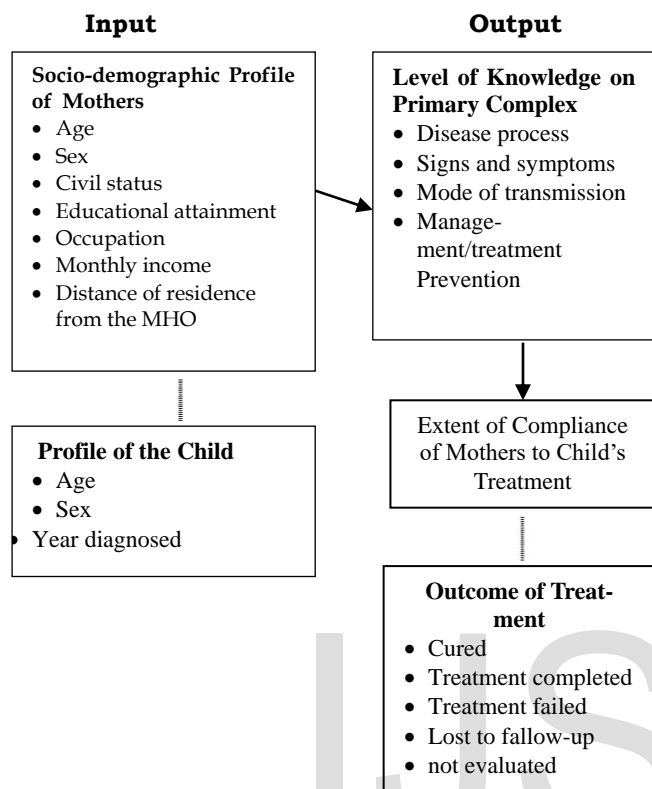 Input
Socio-demographic Profile
of Mothers
• Age
• Sex
• Civil status
• Educational attainment
• Occupation
• Monthly income
• Distance of residence
from the MHO
Profile of the Child
• Age
• Sex
• Year diagnosed
Output
Level of Knowledge on
Primary Complex
• Disease process
• Signs and symptoms
• Mode of transmission
• Manage-
ment/treatment
Prevention
Extent of Compliance
of Mothers to Child's
Treatment
Outcome of Treat-
ment
• Cured
• Treatment completed
• Treatment failed
• Lost to fallow-up
• not evaluated